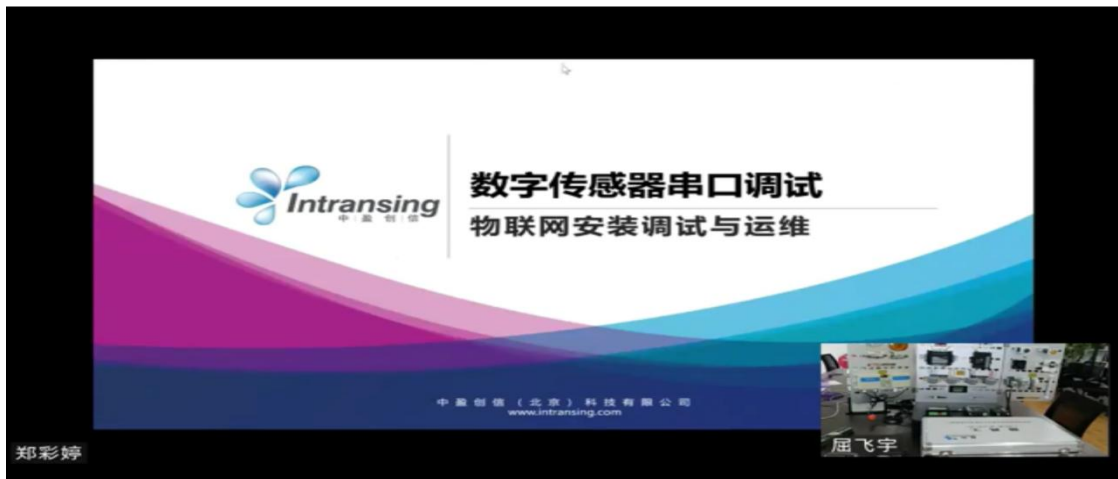 数字传感器串口调试
Intransing
中盈创信
物联网安装调试与运维
中盈创信（北京）科技有限公司
www.intransing.com
郑彩婷
屈飞宇